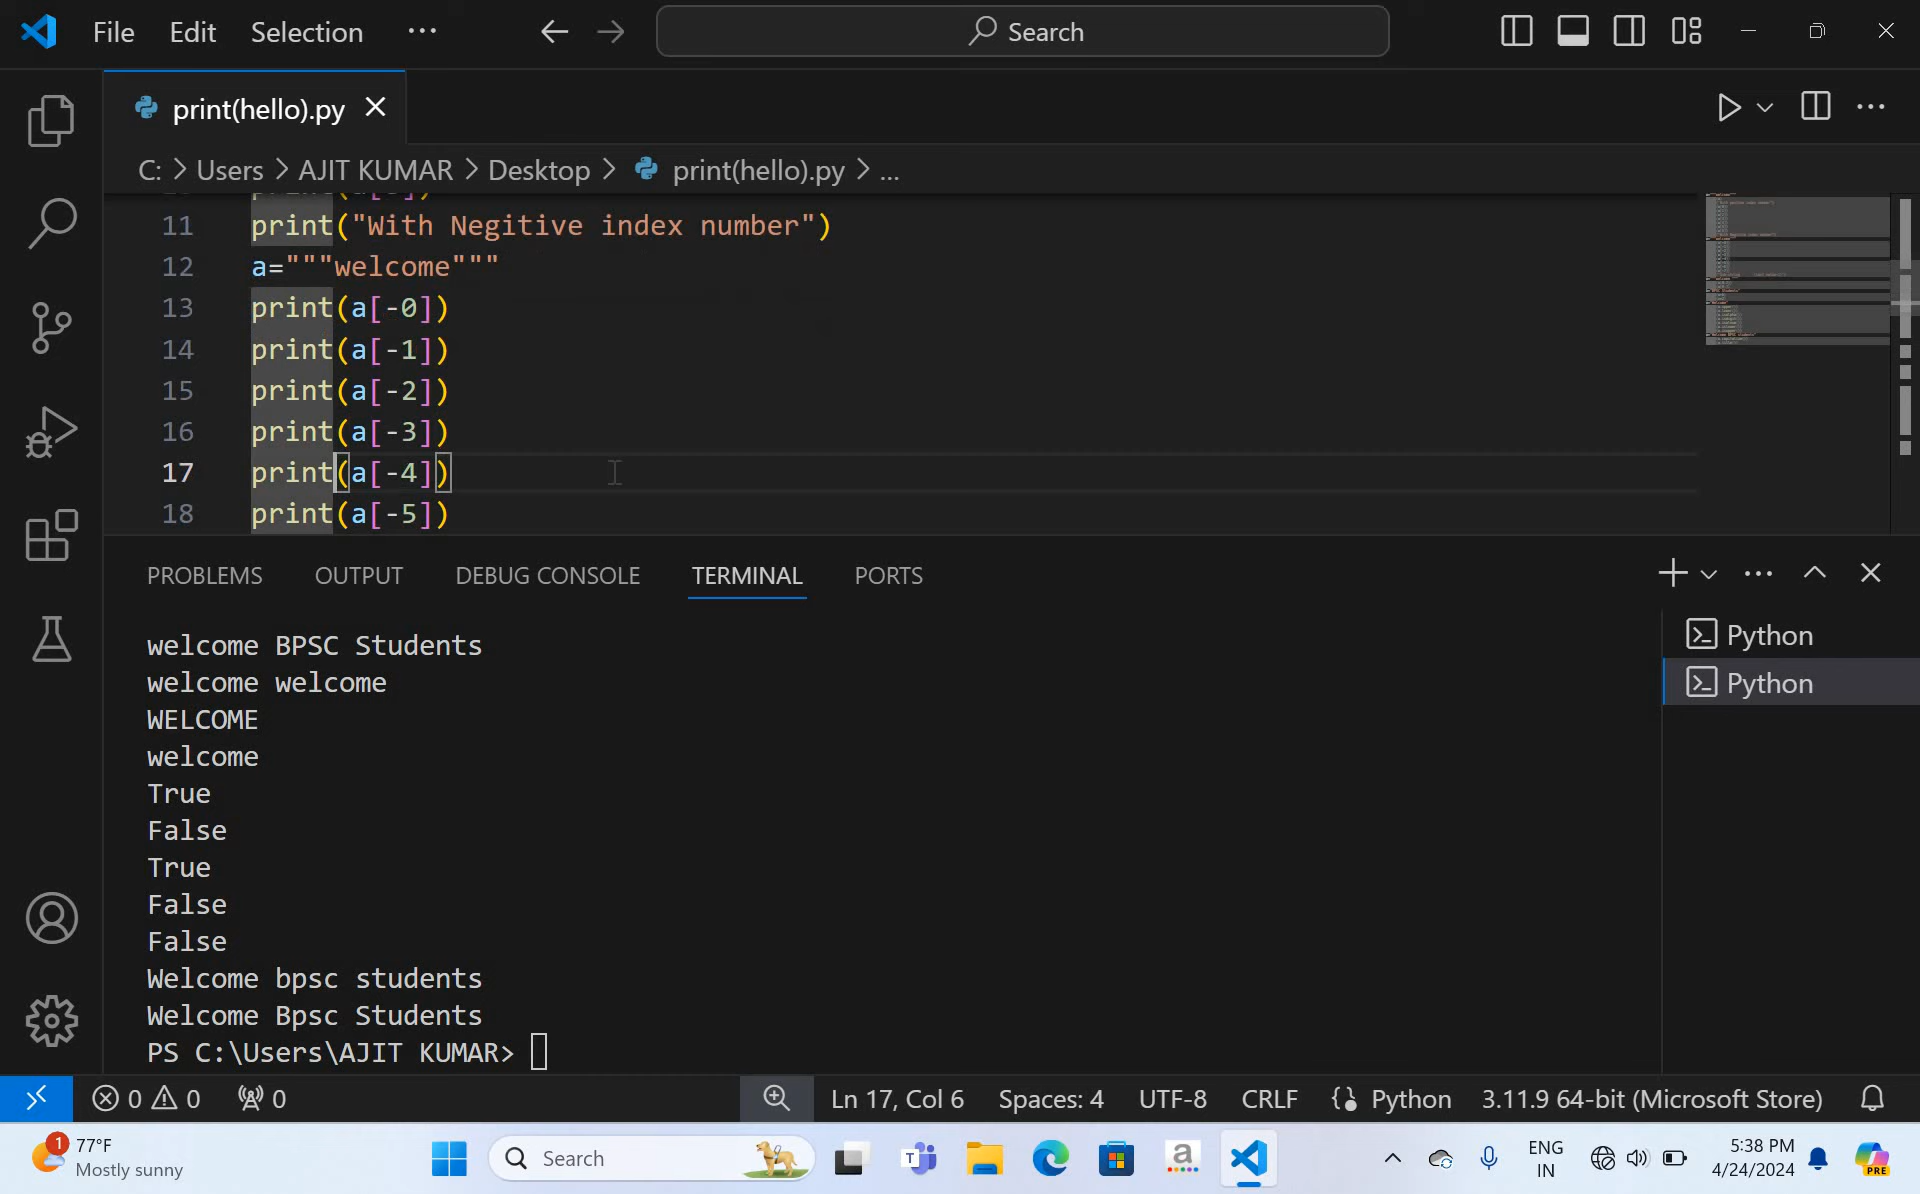 File Edit Selection ... Search
print(hello).py
C: > Users > AJIT KUMAR > Desktop > print(hello).py > ...
11 print("With Negitive index number")
12 a="""welcome"""
13 print(a[-0])
14 print(a[-1])
15 print(a[-2])
16 print(a[-3])
17 print(a[-4])
18 print(a[-5])
PROBLEMS OUTPUT DEBUG CONSOLE TERMINAL PORTS
welcome BPSC Students
welcome welcome
WELCOME
welcome
True
False
True
False
False
Welcome bpsc students
Welcome Bpsc Students
PS C:\Users\AJIT KUMAR>
Python
Python
0 0 0 Ln 17, Col 6 Spaces: 4 UTF-8 CRLF Python 3.11.9 64-bit (Microsoft Store)
1 77°F
Mostly sunny
Search
ENG
IN
5:38 PM
4/24/2024
PRE